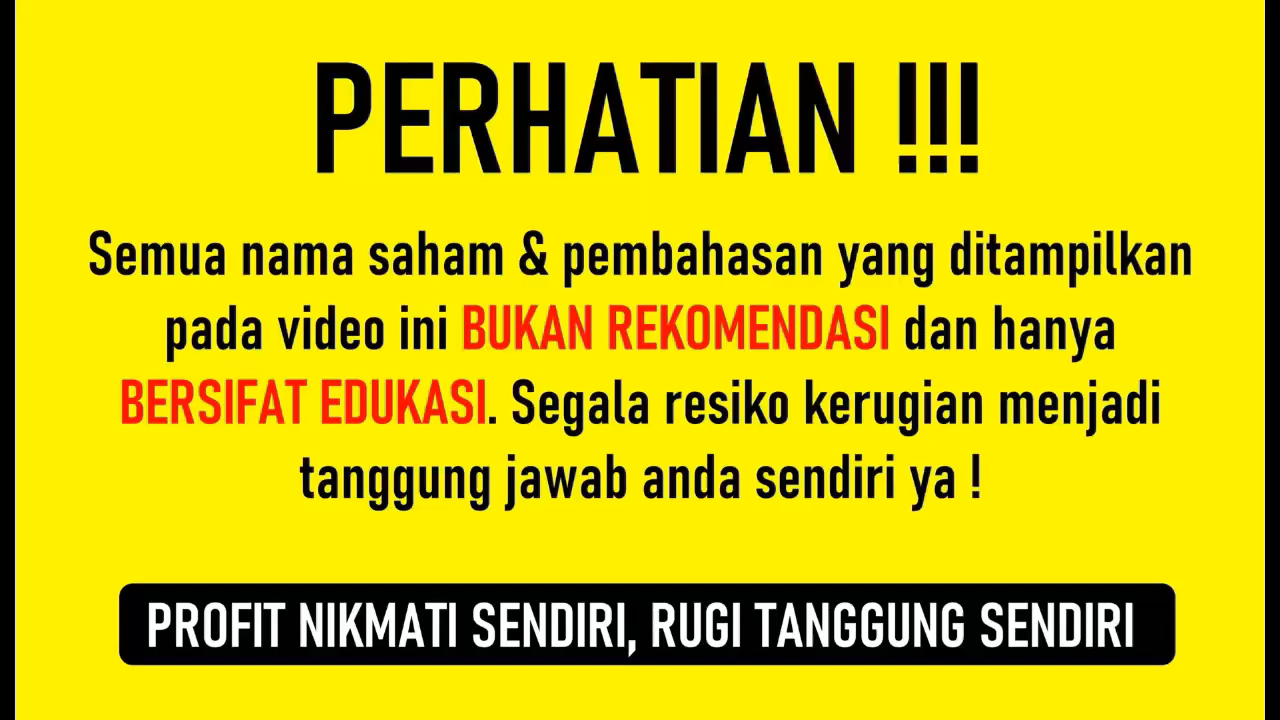 PERHATIAN !!!
Semua nama saham & pembahasan yang ditampilkan
pada video ini BUKAN REKOMENDASI dan hanya
BERSIFAT EDUKASI. Segala resiko kerugian menjadi
tanggung jawab anda sendiri ya !
PROFIT NIKMATI SENDIRI, RUGI TANGGUNG SENDIRI